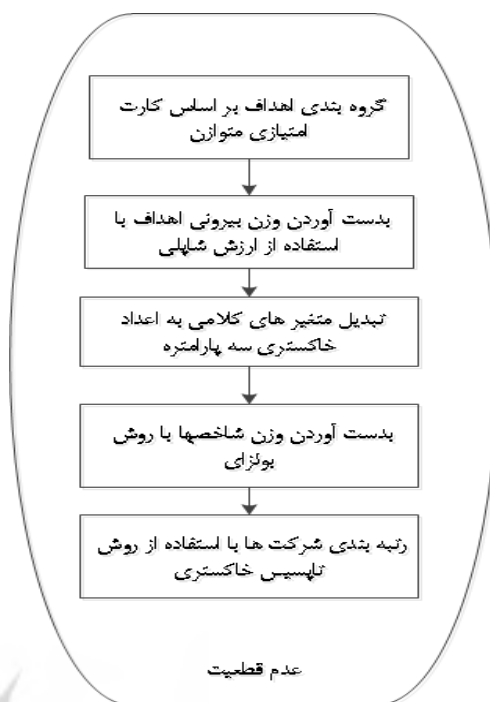 گروه بندی اهداف بر اساس کارت
امتیازی متوازن
بدست آوردن وزن بیرونی اهداف با
استفاده از ارزش شاپلی
تبدیل متغیر های کلامی به اعداد
خاکستری سه پارامتره
بدست آوردن وزن شاخصها با روش
بولزای
رتبه بندی شرکت ها با استفاده از روش
تاپسیس خاکستری
عدم قطعیت